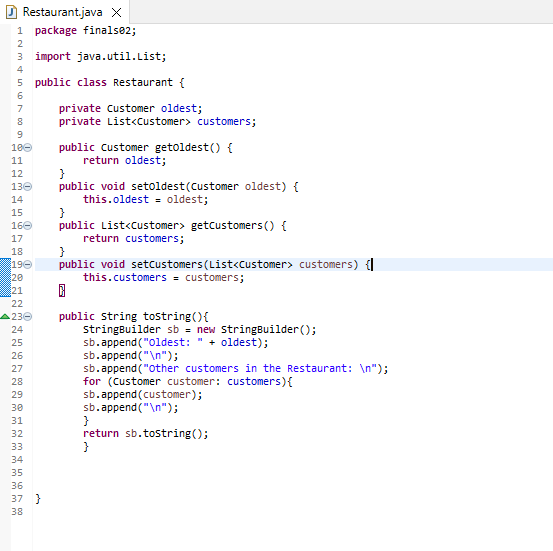 Restaurant.java
1 package finals02;
2
3 import java.util.List;
4
5 public class Restaurant {
6
7     private Customer oldest;
8     private List<Customer> customers;
9
10     public Customer getOldest() {
11         return oldest;
12     }
13     public void setOldest(Customer oldest) {
14         this.oldest = oldest;
15     }
16     public List<Customer> getCustomers() {
17         return customers;
18     }
19     public void setCustomers(List<Customer> customers) {
20         this.customers = customers;
21     }
22
23     public String toString(){
24         StringBuilder sb = new StringBuilder();
25         sb.append("Oldest: " + oldest);
26         sb.append("\n");
27         sb.append("Other customers in the Restaurant: \n");
28         for (Customer customer: customers){
29         sb.append(customer);
30         sb.append("\n");
31         }
32         return sb.toString();
33         }
34
35
36
37 }
38